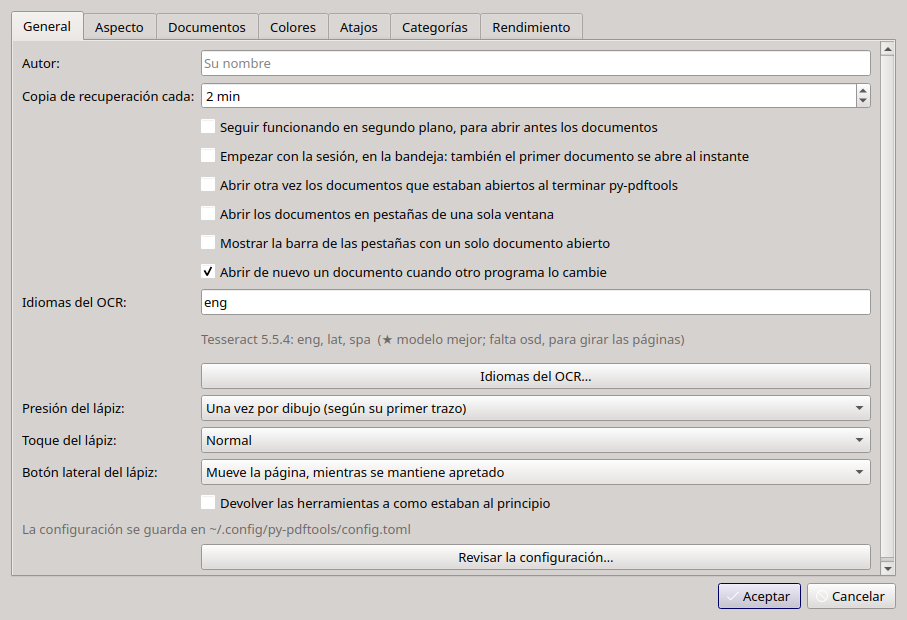 General
Aspecto
Documentos
Colores
Atajos
Categorías
Rendimiento
Autor:
Su nombre
Copia de recuperación cada:
2 min
Seguir funcionando en segundo plano, para abrir antes los documentos
Empezar con la sesión, en la bandeja: también el primer documento se abre al instante
Abrir otra vez los documentos que estaban abiertos al terminar py-pdftools
Abrir los documentos en pestañas de una sola ventana
Mostrar la barra de las pestañas con un solo documento abierto
Abrir de nuevo un documento cuando otro programa lo cambie
Idiomas del OCR:
eng
Tesseract 5.5.4: eng, lat, spa (★ modelo mejor; falta osd, para girar las páginas)
Idiomas del OCR...
Presión del lápiz:
Una vez por dibujo (según su primer trazo)
Toque del lápiz:
Normal
Botón lateral del lápiz:
Mueve la página, mientras se mantiene apretado
Devolver las herramientas a como estaban al principio
La configuración se guarda en ~/.config/py-pdftools/config.toml
Revisar la configuración...
Aceptar
Cancelar